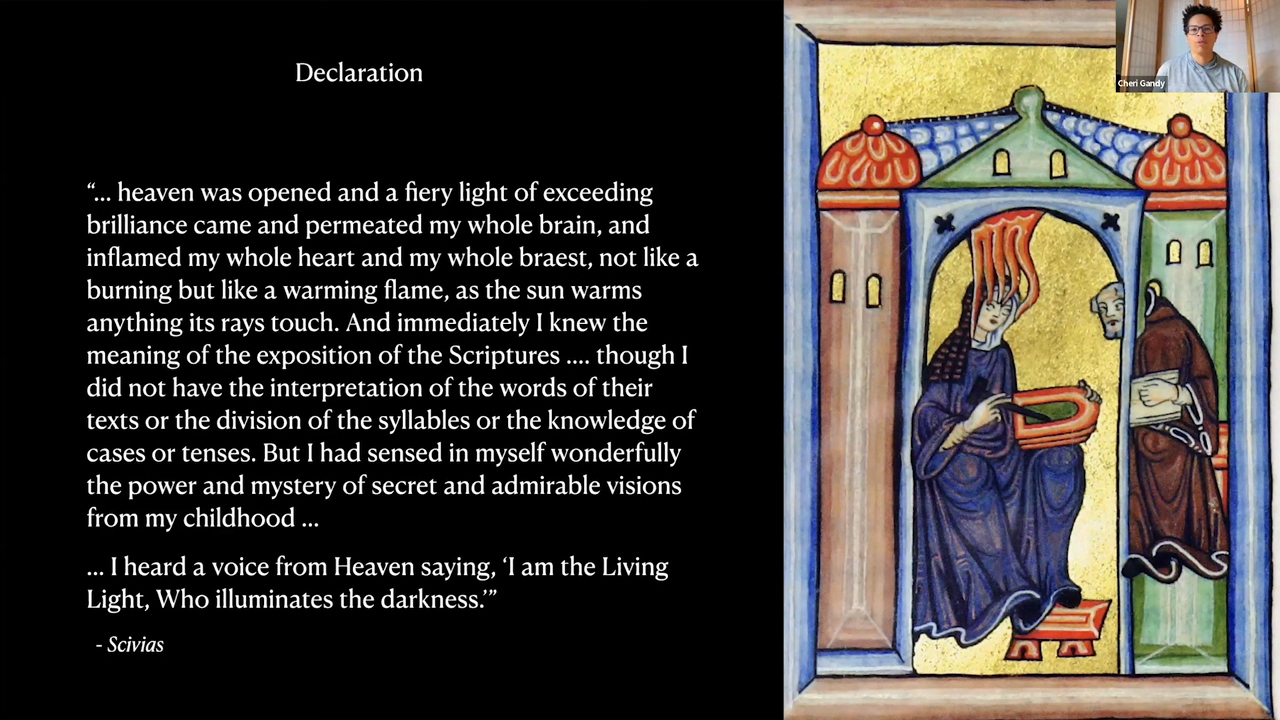 Declaration
“... heaven was opened and a fiery light of exceeding
brilliance came and permeated my whole brain, and
inflamed my whole heart and my whole braest, not like a
burning but like a warming flame, as the sun warms
anything its rays touch. And immediately I knew the
meaning of the exposition of the Scriptures .... though I
did not have the interpretation of the words of their
texts or the division of the syllables or the knowledge of
cases or tenses. But I had sensed in myself wonderfully
the power and mystery of secret and admirable visions
from my childhood ...
... I heard a voice from Heaven saying, ‘I am the Living
Light, Who illuminates the darkness.’”
- Scivias
Cheri Gandy